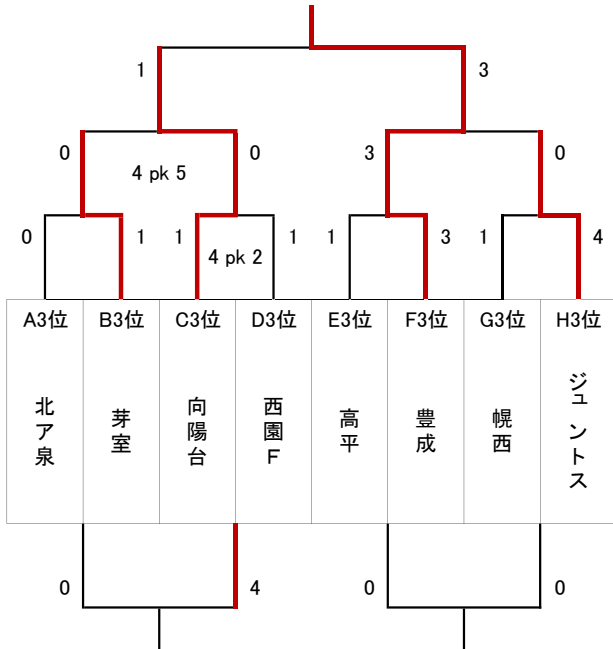 1 3
0 0 3 0
4 pk 5
0 1 1 1 1 3 1 4
4 pk 2
A3位 B3位 C3位 D3位 E3位 F3位 G3位 H3位
北ア泉
芽室
向陽台
西園F
高平
豊成
幌西
ジュントス
0 4 0 0